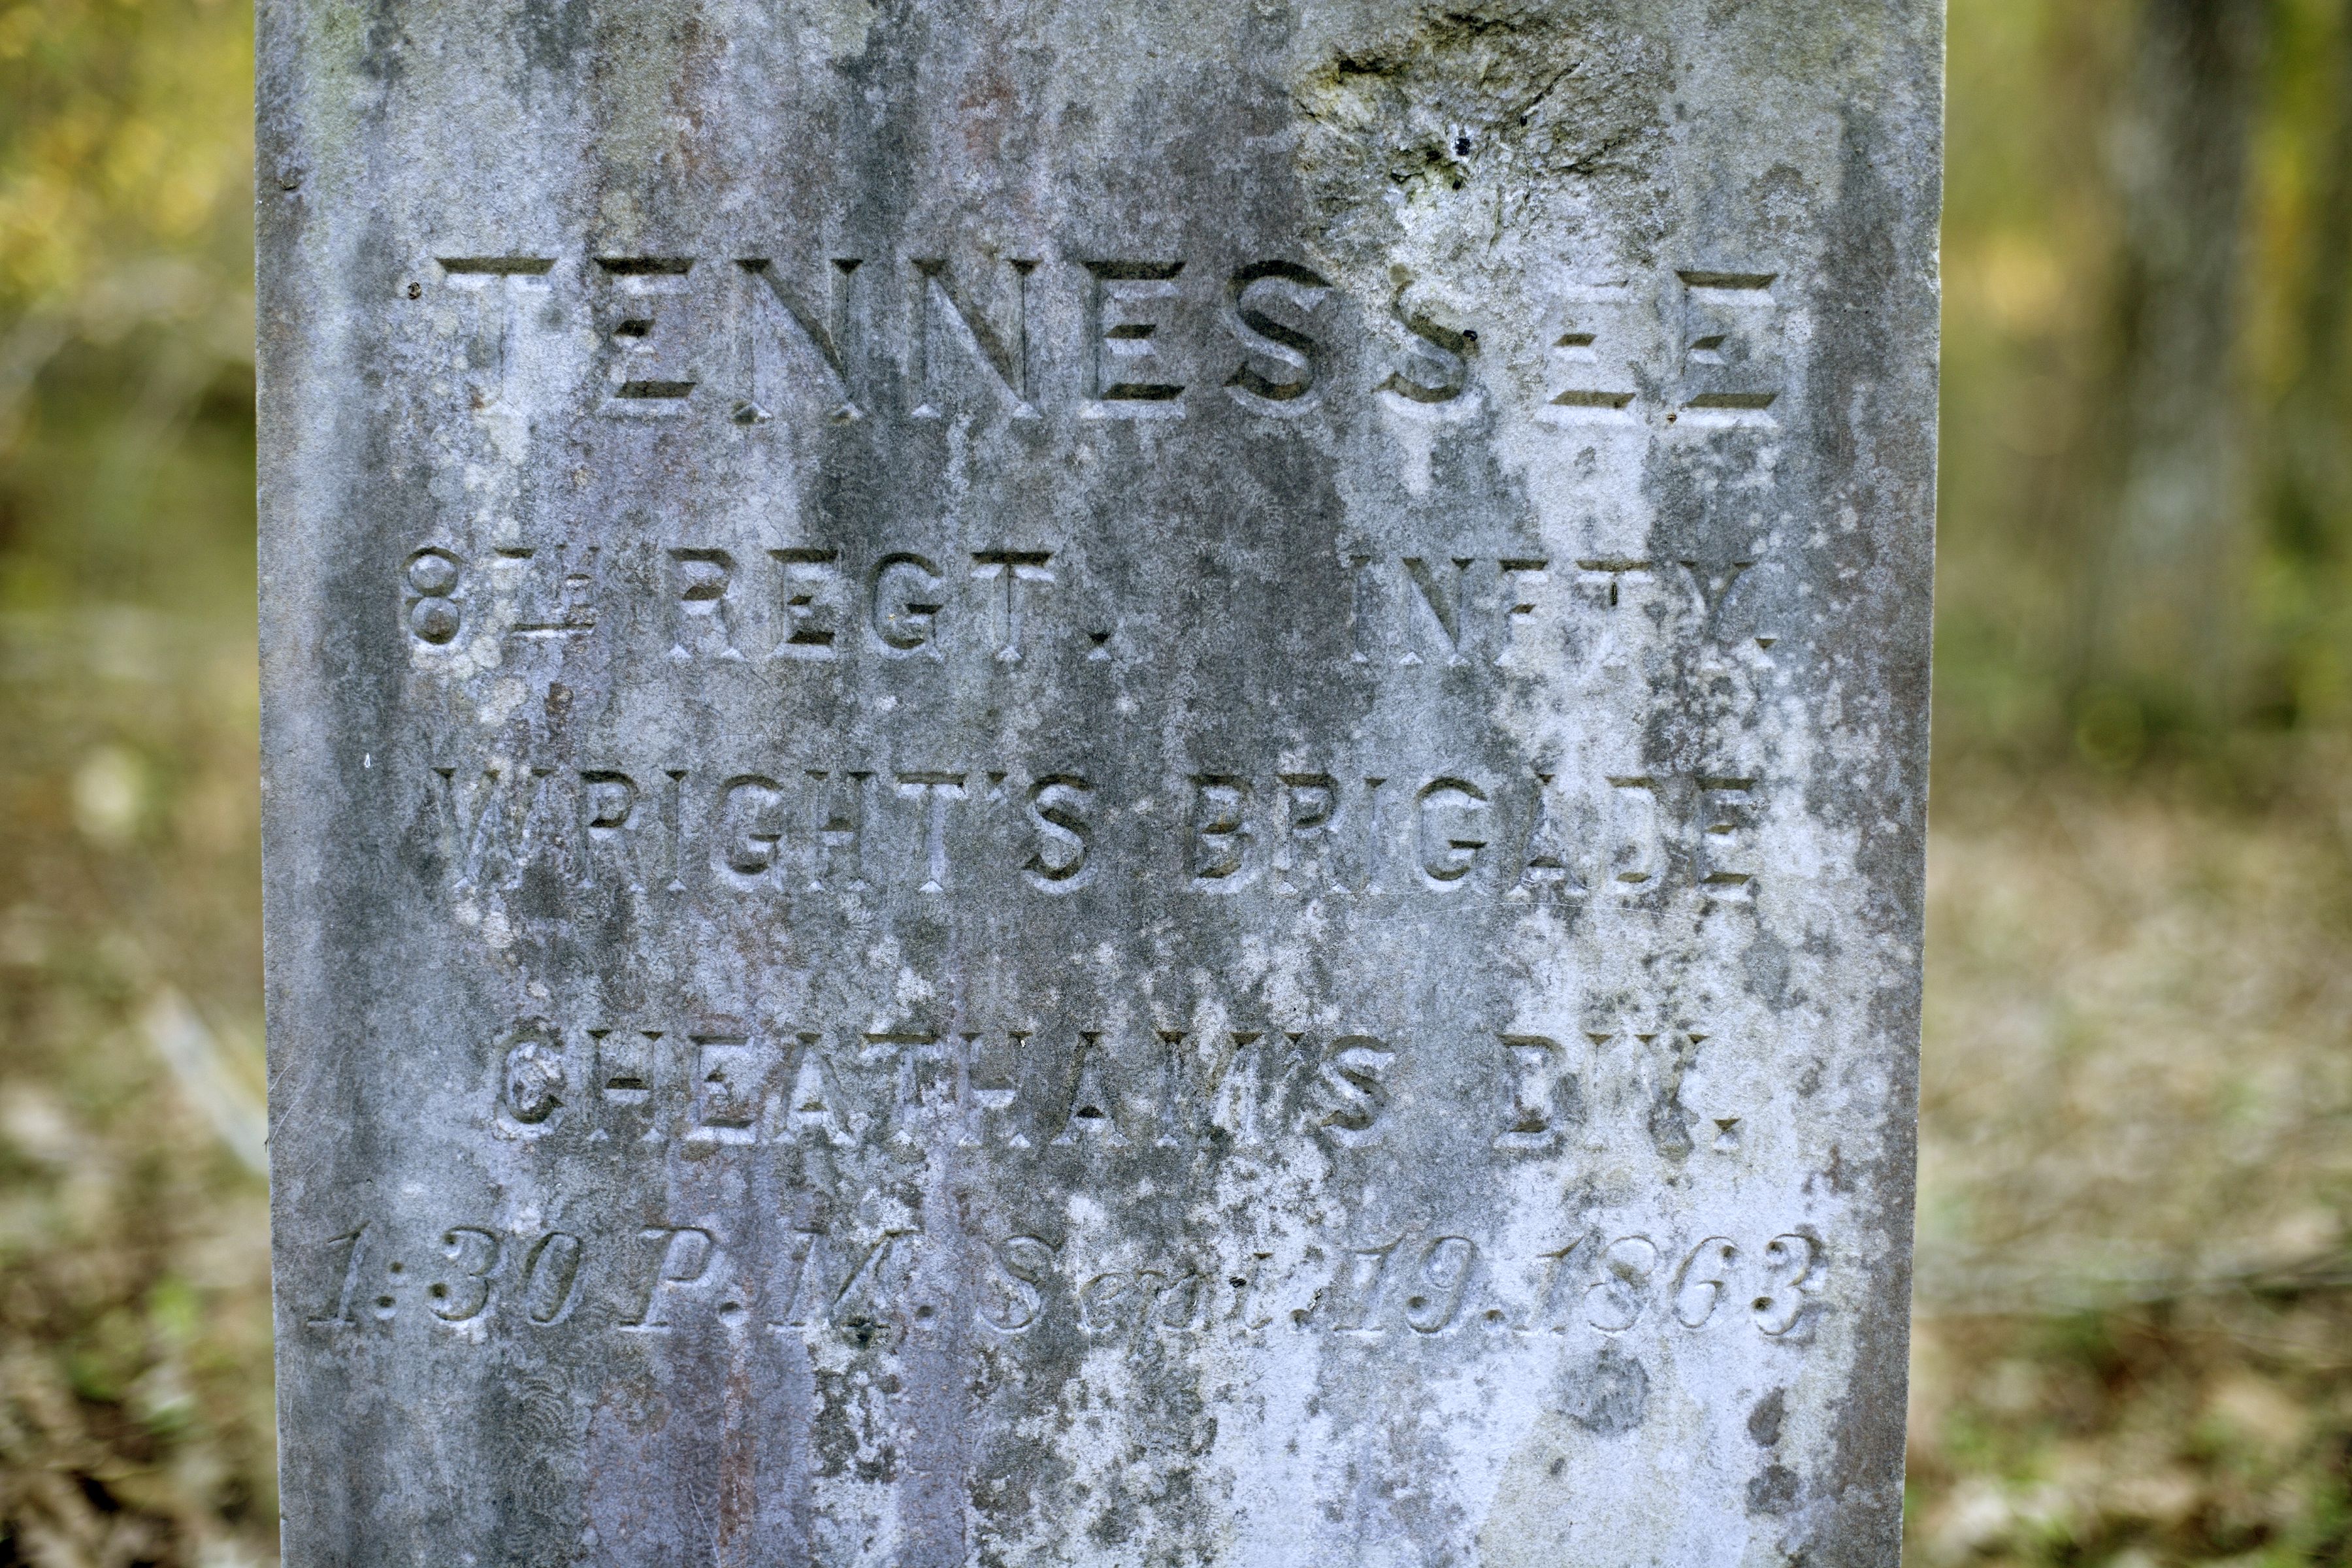 TENNESSEE
8TH REGT. INFTY.
WRIGHT'S BRIGADE
CHEATHAM'S DIV.
1:30 P.M. Sept. 19. 1863